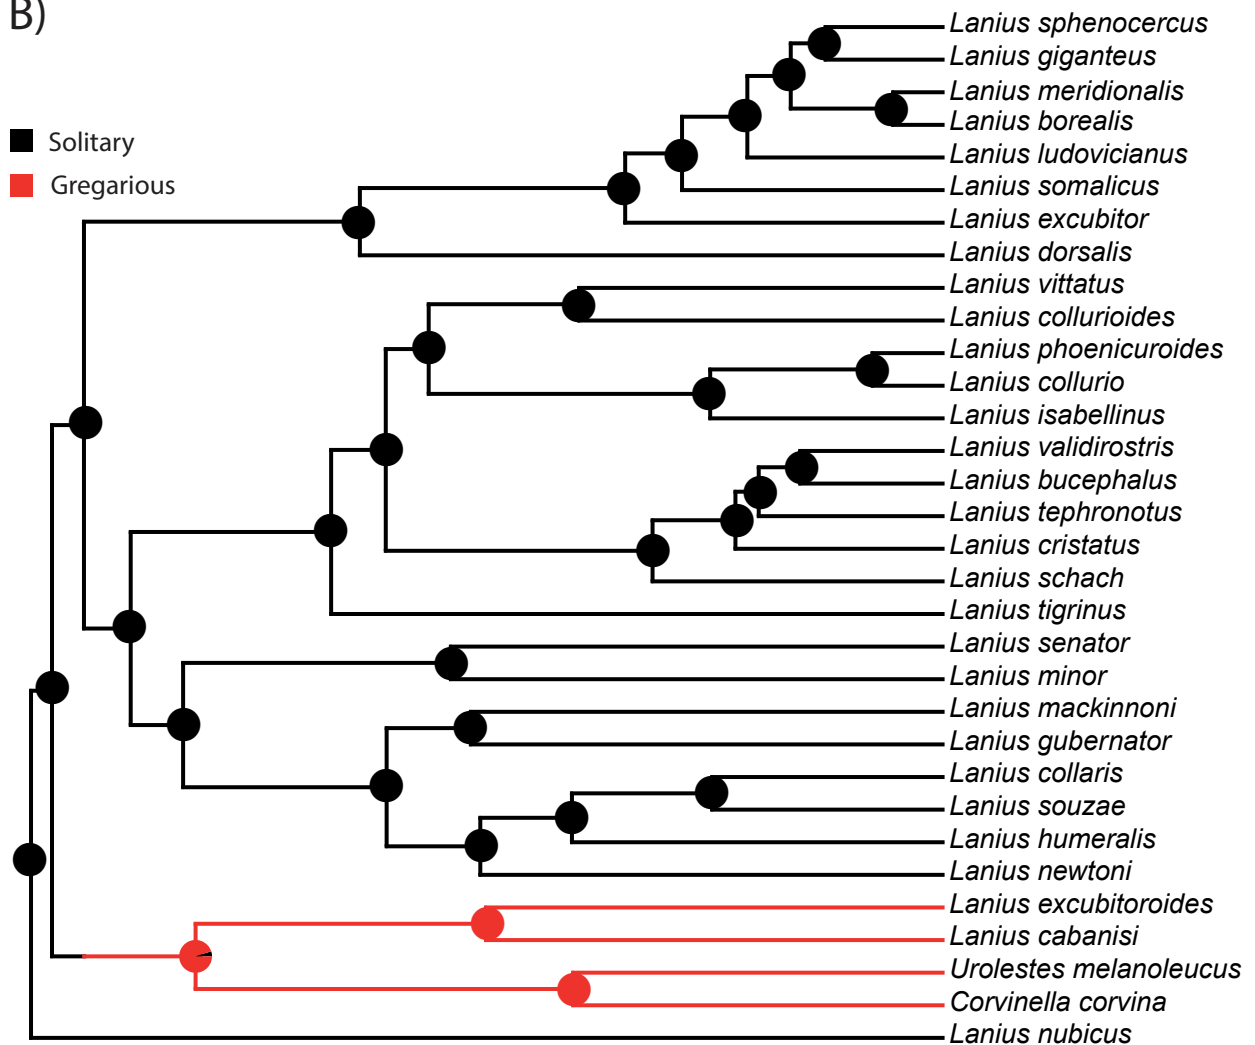 B)
Solitary
Gregarious
Lanius sphenocercus
Lanius giganteus
Lanius meridionalis
Lanius borealis
Lanius ludovicianus
Lanius somalicus
Lanius excubitor
Lanius dorsalis
Lanius vittatus
Lanius collurioides
Lanius phoenicuroides
Lanius collurio
Lanius isabellinus
Lanius validirostris
Lanius bucephalus
Lanius tephronotus
Lanius cristatus
Lanius schach
Lanius tigrinus
Lanius senator
Lanius minor
Lanius mackinnoni
Lanius gubernator
Lanius collaris
Lanius souzae
Lanius humeralis
Lanius newtoni
Lanius excubitoroides
Lanius cabanisi
Urolestes melanoleucus
Corvinella corvina
Lanius nubicus